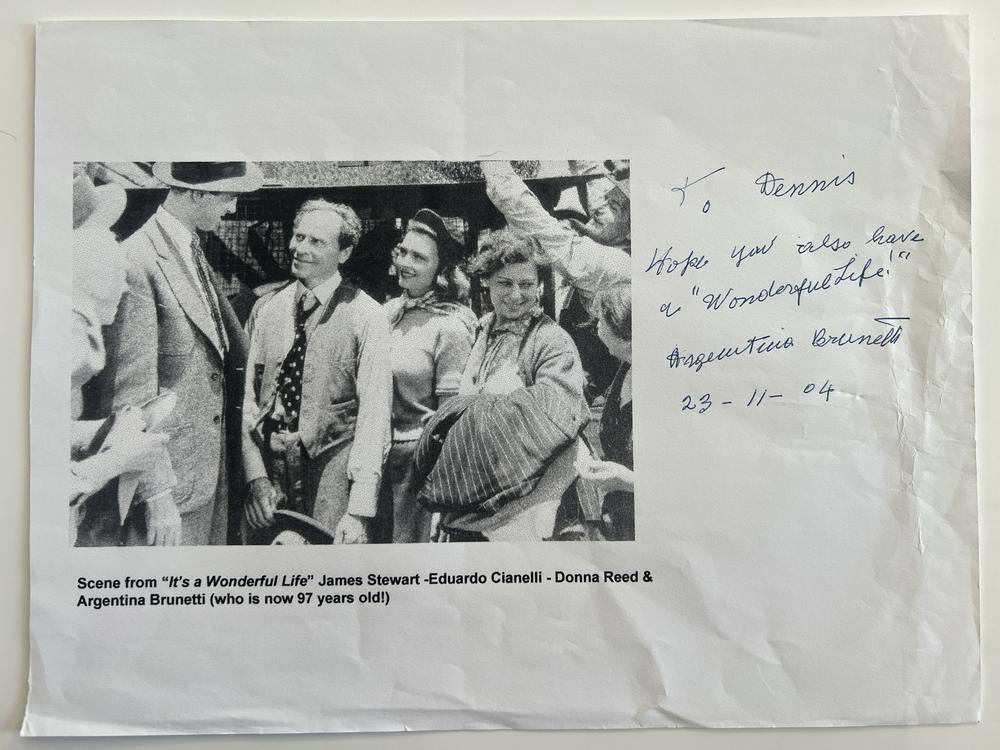 To Dennis
Hope you also have
a "Wonderful Life!"
Argentina Brunetti
23-11-04
Scene from “It’s a Wonderful Life” James Stewart -Eduardo Cianelli - Donna Reed &
Argentina Brunetti (who is now 97 years old!)